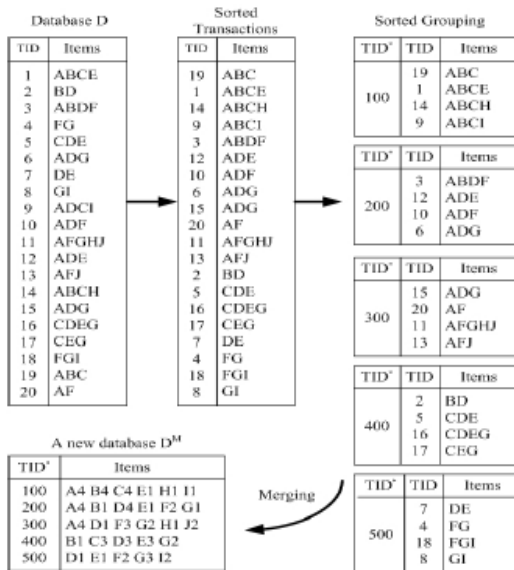 Database D
TID Items
1 ABCE
2 BD
3 ABDF
4 FG
5 CDE
6 ADG
7 DE
8 GI
9 ADCI
10 ADF
11 AFGHJ
12 ADE
13 AFJ
14 ABCH
15 ADG
16 CDEG
17 CEG
18 FGI
19 ABC
20 AF
Sorted
Transactions
TID Items
19 ABC
1 ABCE
14 ABCH
9 ABCI
3 ABDF
12 ADE
10 ADF
6 ADG
15 ADG
20 AF
11 AFGHJ
13 AFJ
2 BD
5 CDE
16 CDEG
17 CEG
7 DE
4 FG
18 FGI
8 GI
Sorted Grouping
TID* TID Items
100
19 ABC
1 ABCE
14 ABCH
9 ABCI
TID* TID Items
200
3 ABDF
12 ADE
10 ADF
6 ADG
TID* TID Items
300
15 ADG
20 AF
11 AFGHJ
13 AFJ
TID* TID Items
400
2 BD
5 CDE
16 CDEG
17 CEG
TID* TID Items
500
7 DE
4 FG
18 FGI
8 GI
Merging
A new database Dᴹ
TID* Items
100 A4 B4 C4 E1 H1 I1
200 A4 B1 D4 E1 F2 G1
300 A4 D1 F3 G2 H1 J2
400 B1 C3 D3 E3 G2
500 D1 E1 F2 G3 I2